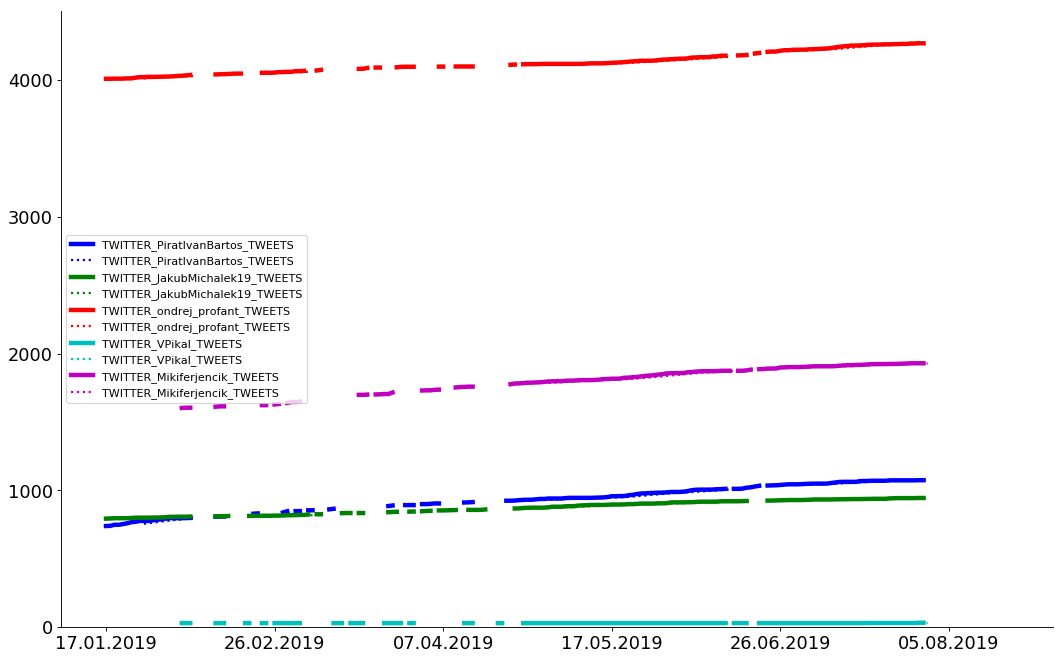 4000
3000
2000
1000
0
TWITTER_PiratIvanBartos_TWEETS
TWITTER_PiratIvanBartos_TWEETS
TWITTER_JakubMichalek19_TWEETS
TWITTER_JakubMichalek19_TWEETS
TWITTER_ondrej_profant_TWEETS
TWITTER_ondrej_profant_TWEETS
TWITTER_VPikal_TWEETS
TWITTER_VPikal_TWEETS
TWITTER_Mikiferjencik_TWEETS
TWITTER_Mikiferjencik_TWEETS
17.01.2019 26.02.2019 07.04.2019 17.05.2019 26.06.2019 05.08.2019